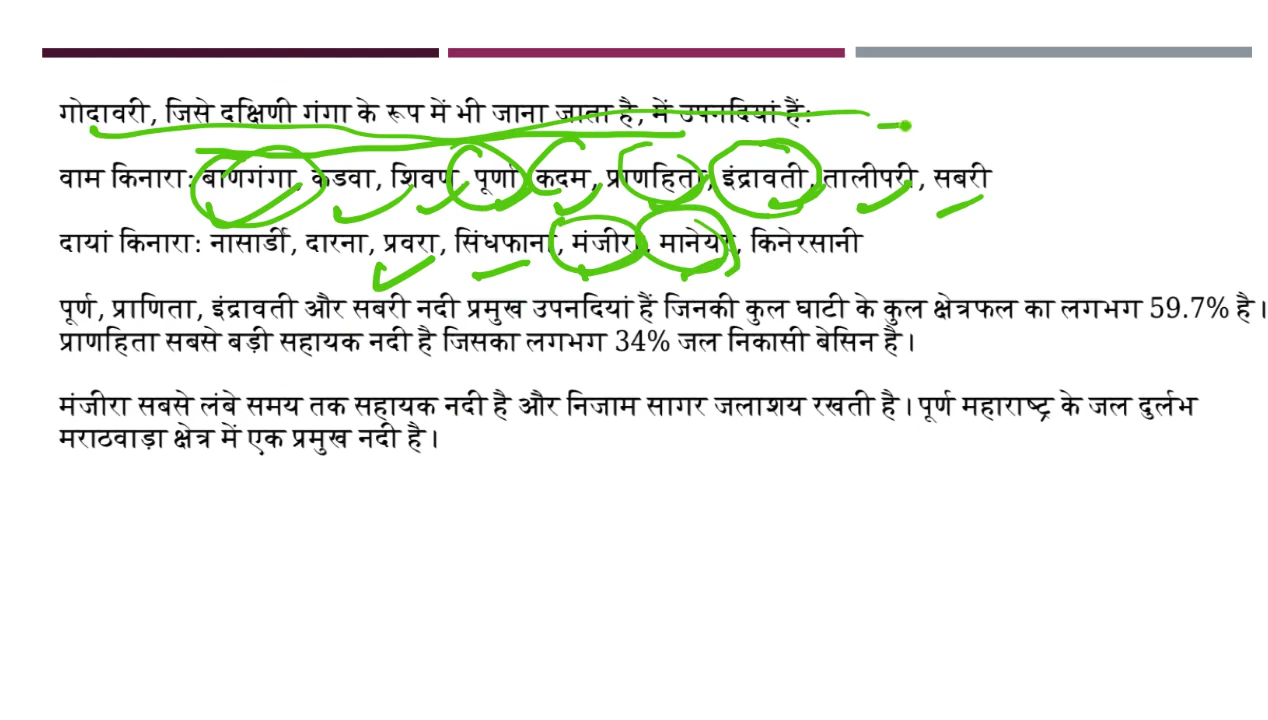 गोदावरी, जिसे दक्षिणी गंगा के रूप में भी जाना जाता है, में उपनदियां हैं:
वाम किनारा: बाणगंगा, कडवा, शिवण, पूर्णा, कदम, प्राणहिता, इंद्रावती, तालीपरी, सबरी
दायां किनारा: नासार्डी, दारना, प्रवरा, सिंधफाना, मंजीरा, मानेयर, किनेरसानी
पूर्ण, प्राणिता, इंद्रावती और सबरी नदी प्रमुख उपनदियां हैं जिनकी कुल घाटी के कुल क्षेत्रफल का लगभग 59.7% है।
प्राणहिता सबसे बड़ी सहायक नदी है जिसका लगभग 34% जल निकासी बेसिन है।
मंजीरा सबसे लंबे समय तक सहायक नदी है और निजाम सागर जलाशय रखती है। पूर्ण महाराष्ट्र के जल दुर्लभ
मराठवाड़ा क्षेत्र में एक प्रमुख नदी है।